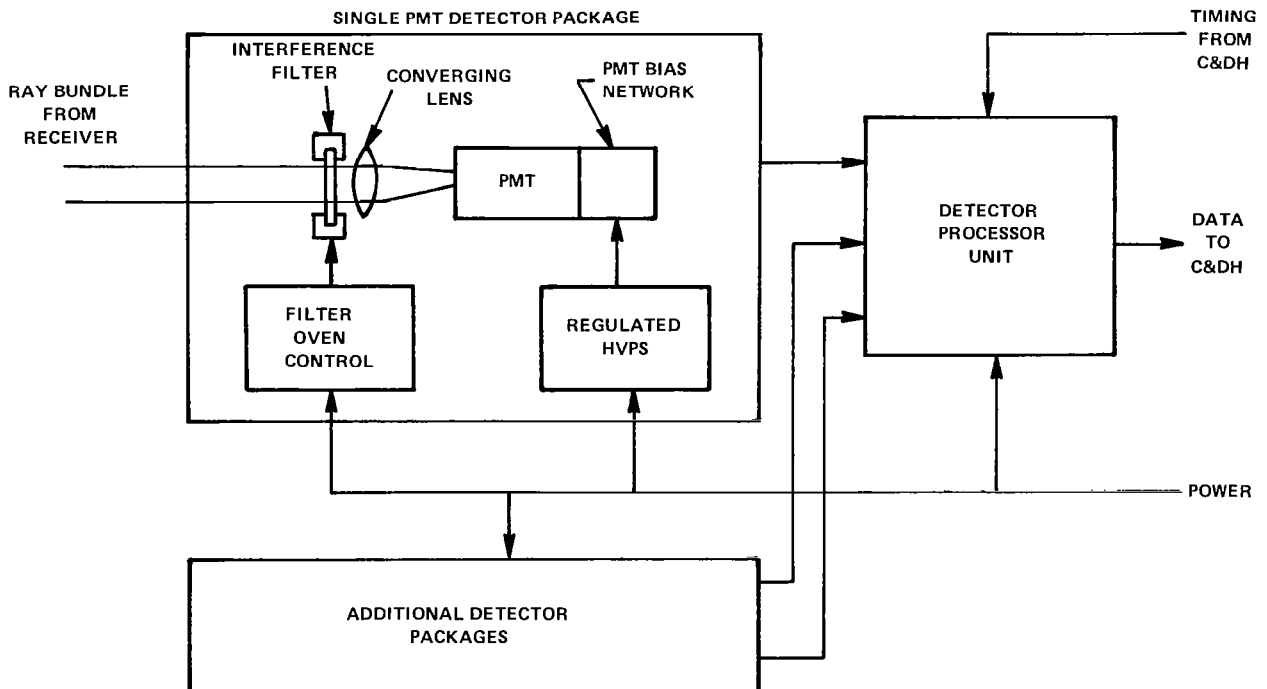 SINGLE PMT DETECTOR PACKAGE
TIMING
FROM
C&DH
INTERFERENCE
FILTER
CONVERGING
LENS
PMT BIAS
NETWORK
RAY BUNDLE
FROM
RECEIVER
PMT
DETECTOR
PROCESSOR
UNIT
DATA
TO
C&DH
FILTER
OVEN
CONTROL
REGULATED
HVPS
POWER
ADDITIONAL DETECTOR
PACKAGES